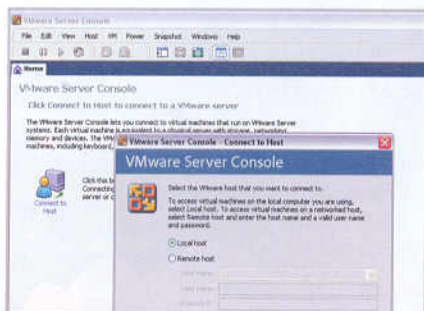 VMware Server Console
File Edit View Host VM Power Snapshot Windows Help
Home
VMware Server Console
Click Connect to Host to connect to a VMware server
The VMware Server Console lets you connect to virtual machines that run on VMware Server
systems. Each virtual machine is equivalent to a physical server with storage, networking,
memory and devices. The
machines, including keyboard,
Click this
Connecting
server or
Connect to
Host
VMware Server Console - Connect to Host
VMware Server Console
Select the VMware host that you want to connect to.
To access virtual machines on the local computer you are using,
select Local host. To access virtual machines on a networked host,
select Remote host and enter the host name and a valid user name
and password.
Local host
Remote host